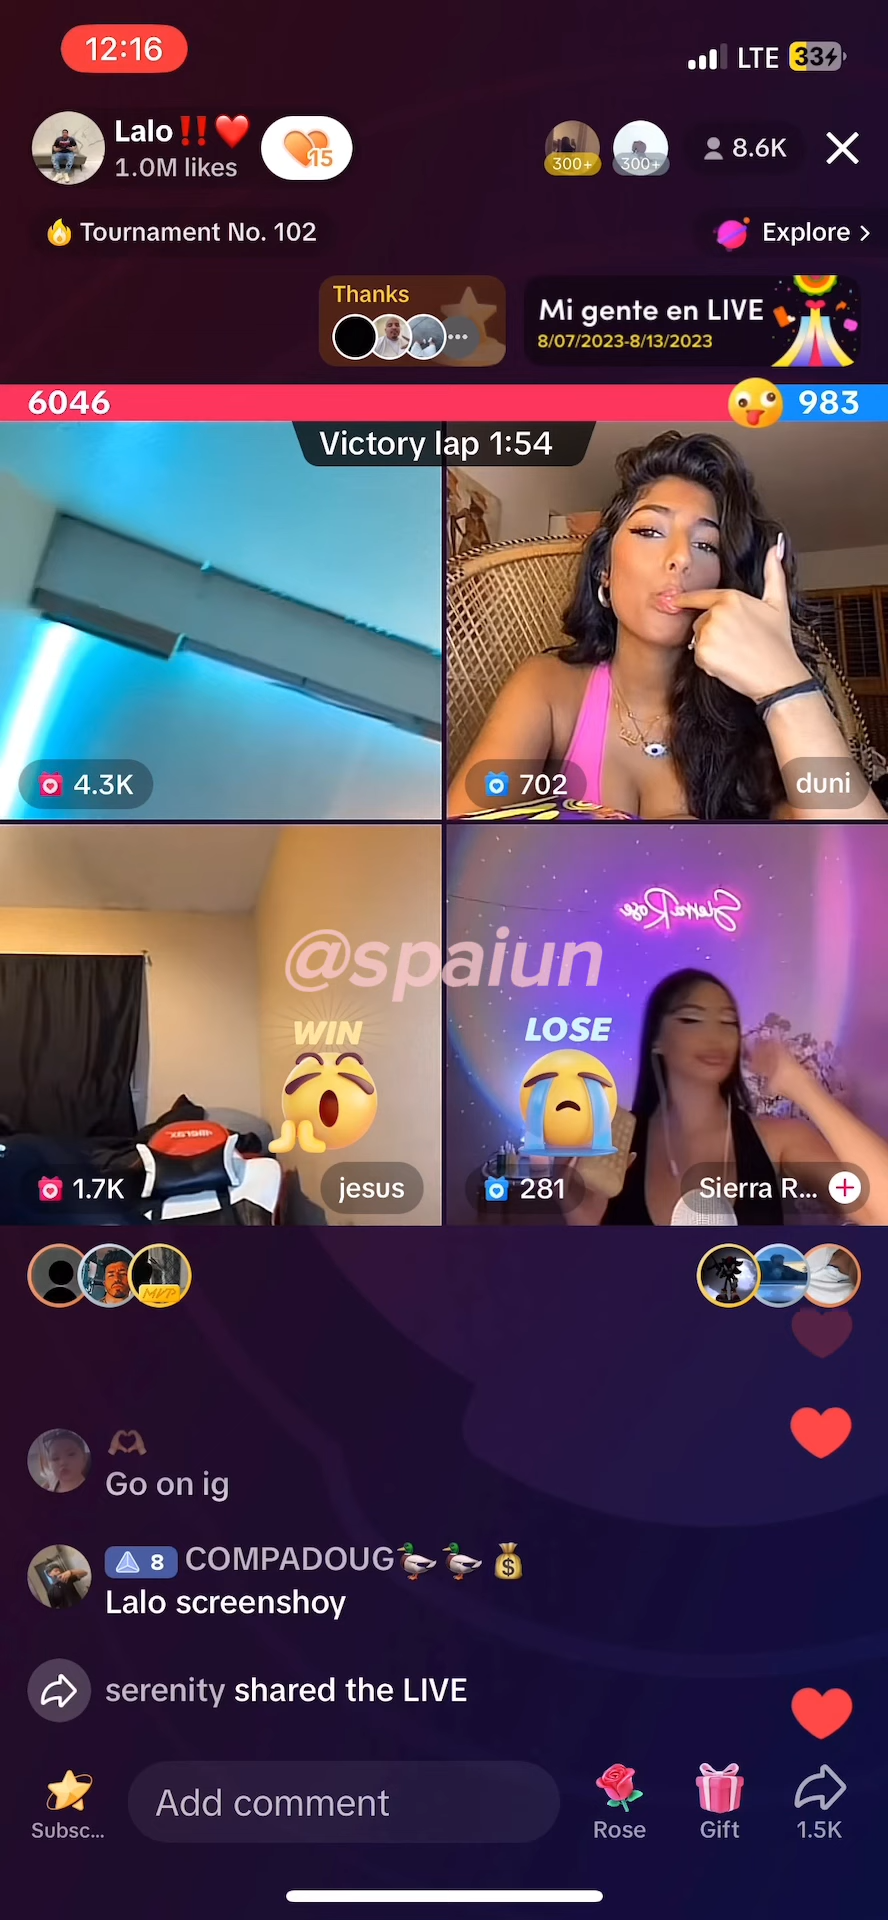 12:16
LTE 33
Lalo‼️❤️
1.0M likes
15
300+
300+
8.6K
🔥 Tournament No. 102
Explore >
Thanks
Mi gente en LIVE
8/07/2023-8/13/2023
6046
983
Victory lap 1:54
4.3K
702
duni
SierraRose
@spaiun
WIN
LOSE
1.7K
jesus
281
Sierra R...
MVP
🫶🏽
Go on ig
8 COMPADOUG🦆🦆💰
Lalo screenshoy
serenity shared the LIVE
Subsc...
Add comment
Rose
Gift
1.5K